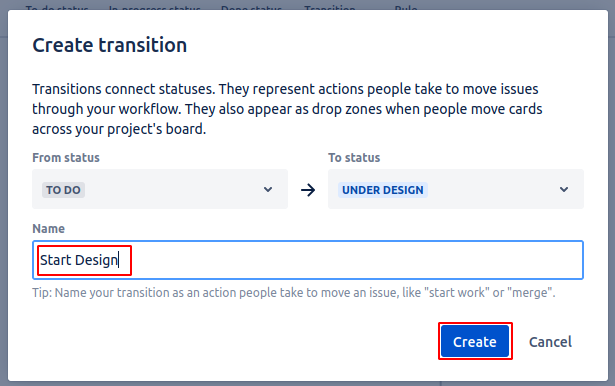 To do status In progress status Done status Transition Rule
Create transition
Transitions connect statuses. They represent actions people take to move issues
through your workflow. They also appear as drop zones when people move cards
across your project's board.
From status To status
TO DO → UNDER DESIGN
Name
Start Design
Tip: Name your transition as an action people take to move an issue, like "start work" or "merge".
Create Cancel